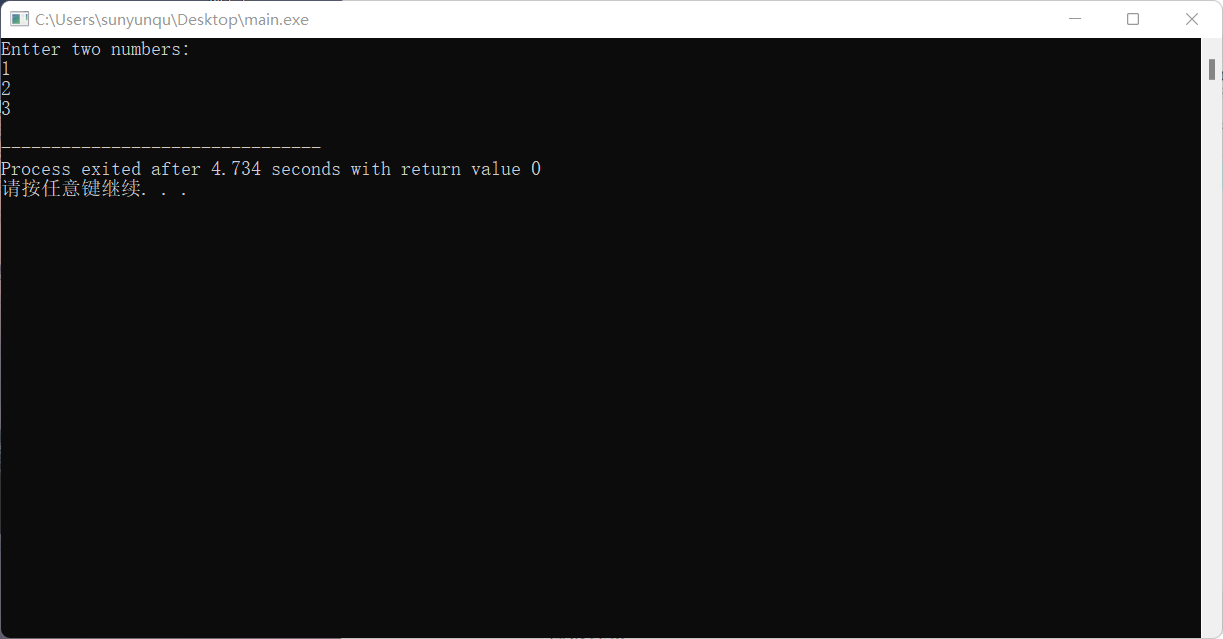 C:\Users\sunyunqu\Desktop\main.exe
Entter two numbers:
1
2
3
--------------------------------
Process exited after 4.734 seconds with return value 0
请按任意键继续. . .